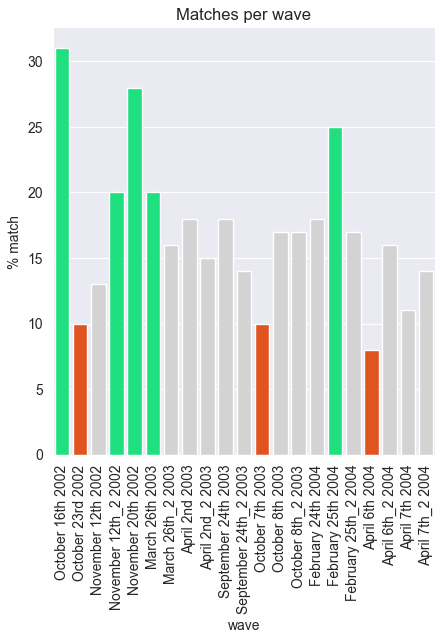 Matches per wave
% match
30
25
20
15
10
5
0
October 16th 2002
October 23rd 2002
November 12th 2002
November 12th_2 2002
November 20th 2002
March 26th 2003
March 26th_2 2003
April 2nd 2003
April 2nd_2 2003
September 24th 2003
September 24th_2 2003
October 7th 2003
October 8th 2003
October 8th_2 2003
February 24th 2004
February 25th 2004
February 25th_2 2004
April 6th 2004
April 6th_2 2004
April 7th 2004
April 7th_2 2004
wave